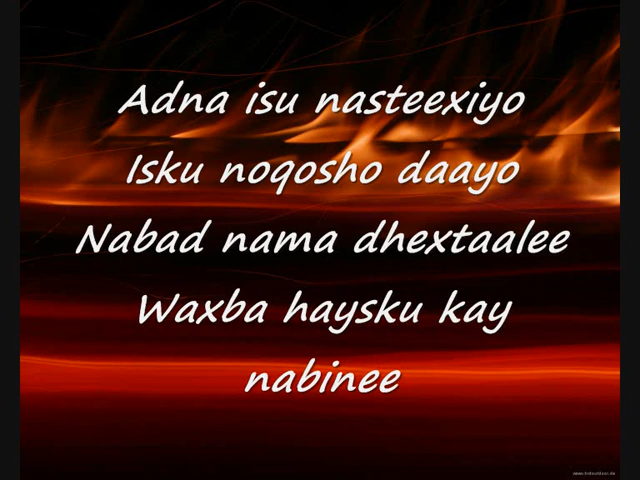 Adna isu nasteexiyo
Isku noqosho daayo
Nabad nama dhextaalee
Waxba haysku kay
nabinee